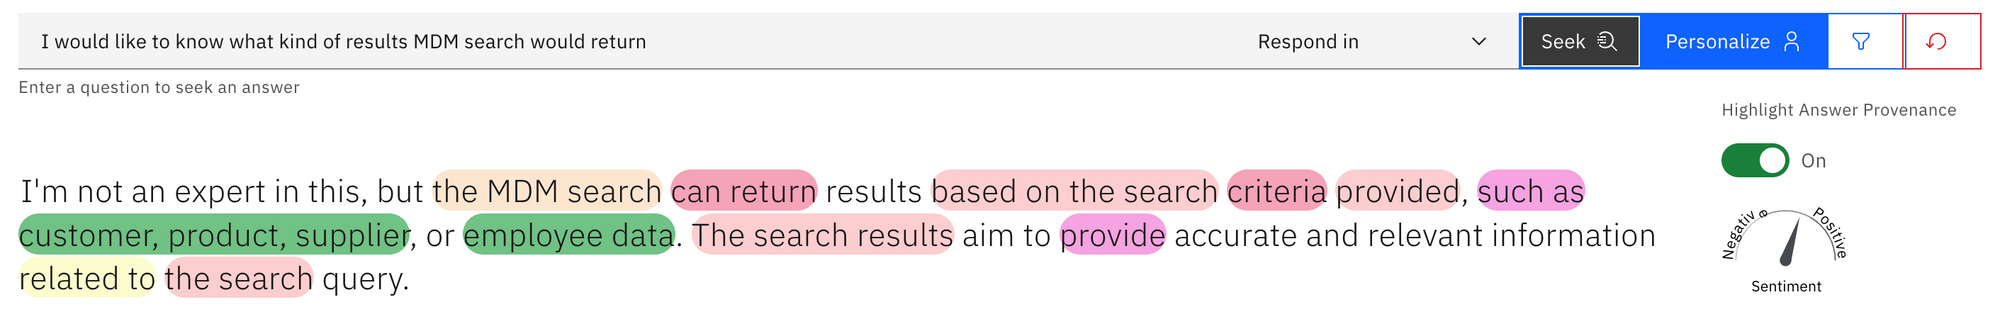 I would like to know what kind of results MDM search would return
Respond in
Seek
Personalize
Enter a question to seek an answer
Highlight Answer Provenance
On
I'm not an expert in this, but the MDM search can return results based on the search criteria provided, such as
customer, product, supplier, or employee data. The search results aim to provide accurate and relevant information
related to the search query.
Negative
Positive
Sentiment